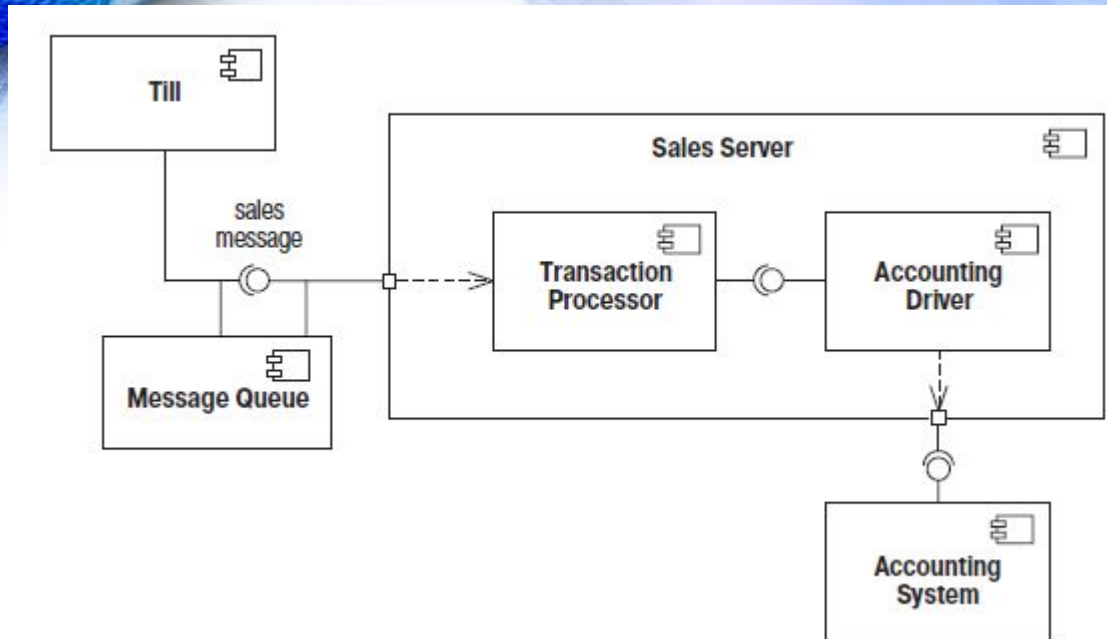 Till
sales
message
Sales Server
Transaction
Processor
Accounting
Driver
Message Queue
Accounting
System